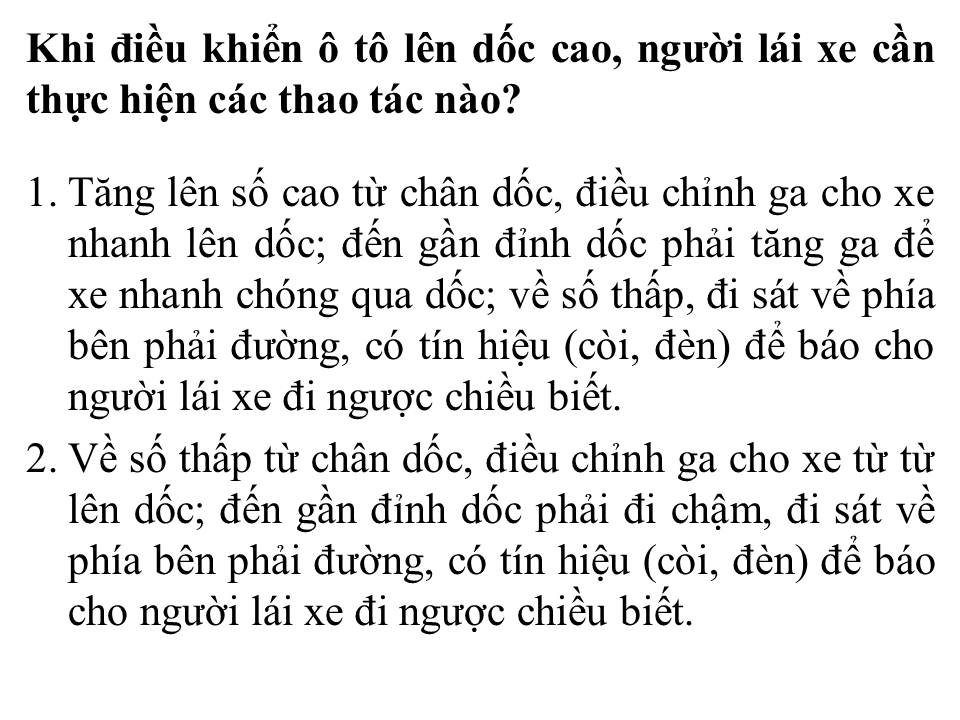 Khi điều khiển ô tô lên dốc cao, người lái xe cần
thực hiện các thao tác nào?
1. Tăng lên số cao từ chân dốc, điều chỉnh ga cho xe
nhanh lên dốc; đến gần đỉnh dốc phải tăng ga để
xe nhanh chóng qua dốc; về số thấp, đi sát về phía
bên phải đường, có tín hiệu (còi, đèn) để báo cho
người lái xe đi ngược chiều biết.
2. Về số thấp từ chân dốc, điều chỉnh ga cho xe từ từ
lên dốc; đến gần đỉnh dốc phải đi chậm, đi sát về
phía bên phải đường, có tín hiệu (còi, đèn) để báo
cho người lái xe đi ngược chiều biết.